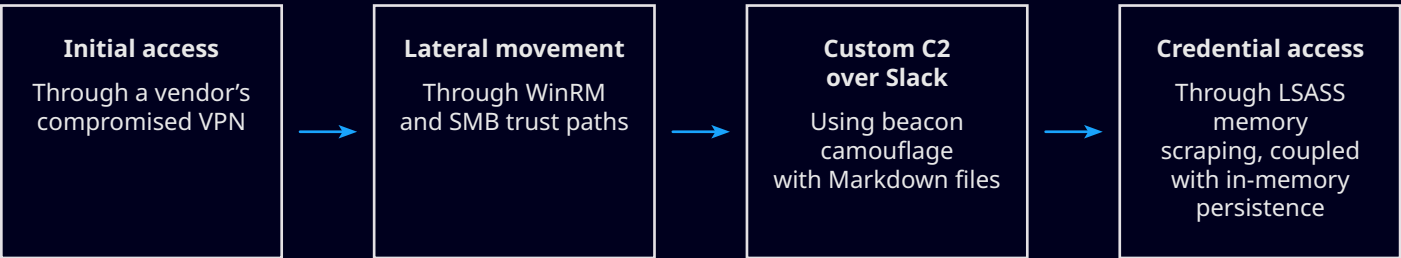 Initial access
Through a vendor’s
compromised VPN
Lateral movement
Through WinRM
and SMB trust paths
Custom C2
over Slack
Using beacon
camouflage
with Markdown files
Credential access
Through LSASS
memory
scraping, coupled
with in-memory
persistence